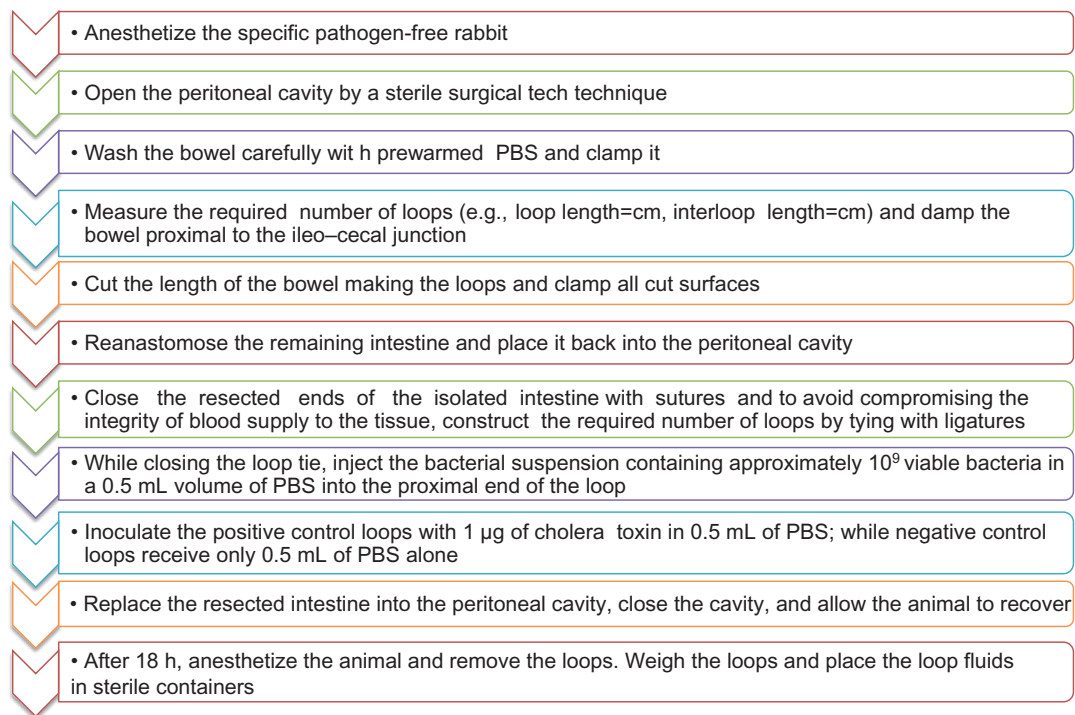 • Anesthetize the specific pathogen-free rabbit
• Open the peritoneal cavity by a sterile surgical tech technique
• Wash the bowel carefully wit h prewarmed PBS and clamp it
• Measure the required number of loops (e.g., loop length=cm, interloop length=cm) and damp the
bowel proximal to the ileo–cecal junction
• Cut the length of the bowel making the loops and clamp all cut surfaces
• Reanastomose the remaining intestine and place it back into the peritoneal cavity
• Close the resected ends of the isolated intestine with sutures and to avoid compromising the
integrity of blood supply to the tissue, construct the required number of loops by tying with ligatures
• While closing the loop tie, inject the bacterial suspension containing approximately 10⁹ viable bacteria in
a 0.5 mL volume of PBS into the proximal end of the loop
• Inoculate the positive control loops with 1 µg of cholera toxin in 0.5 mL of PBS; while negative control
loops receive only 0.5 mL of PBS alone
• Replace the resected intestine into the peritoneal cavity, close the cavity, and allow the animal to recover
• After 18 h, anesthetize the animal and remove the loops. Weigh the loops and place the loop fluids
in sterile containers